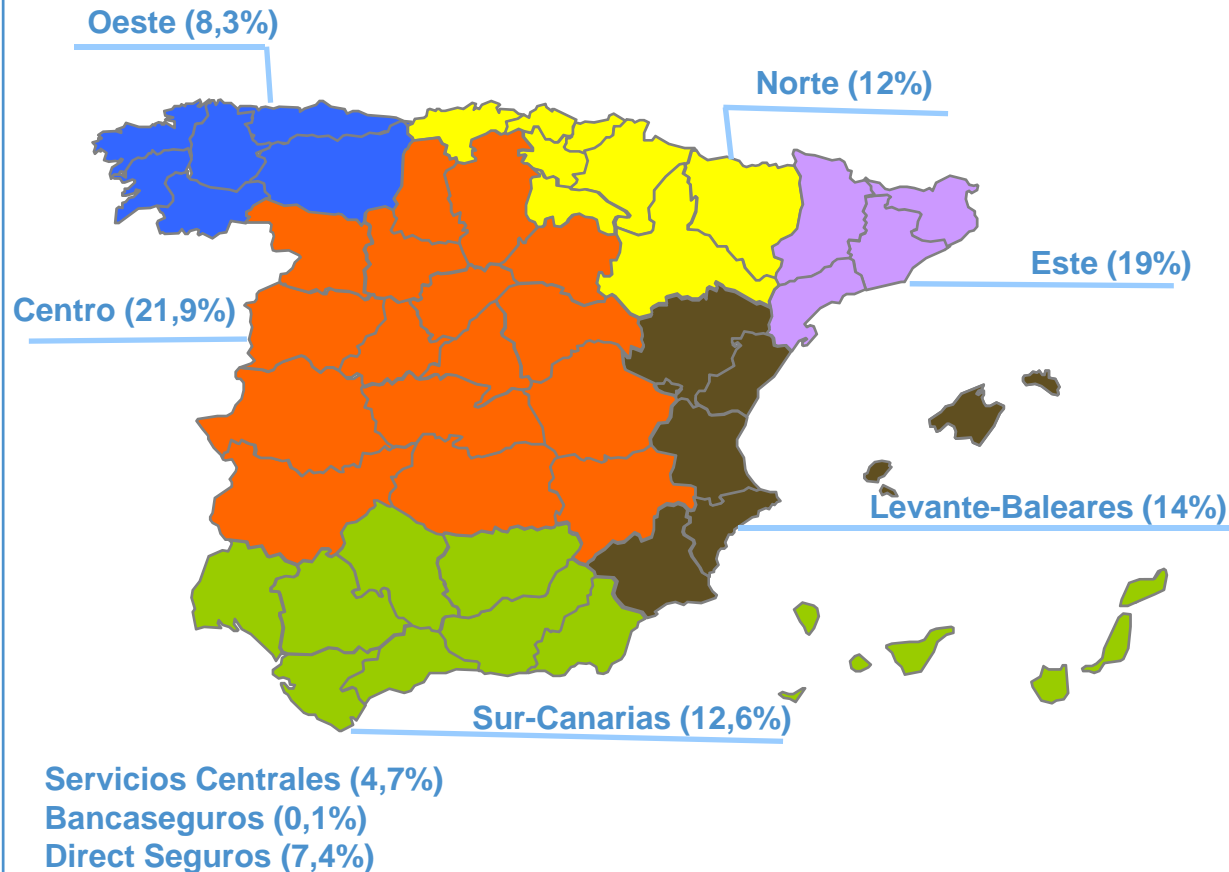 Oeste (8,3%)
Norte (12%)
Este (19%)
Centro (21,9%)
Levante-Baleares (14%)
Sur-Canarias (12,6%)
Servicios Centrales (4,7%)
Bancaseguros (0,1%)
Direct Seguros (7,4%)